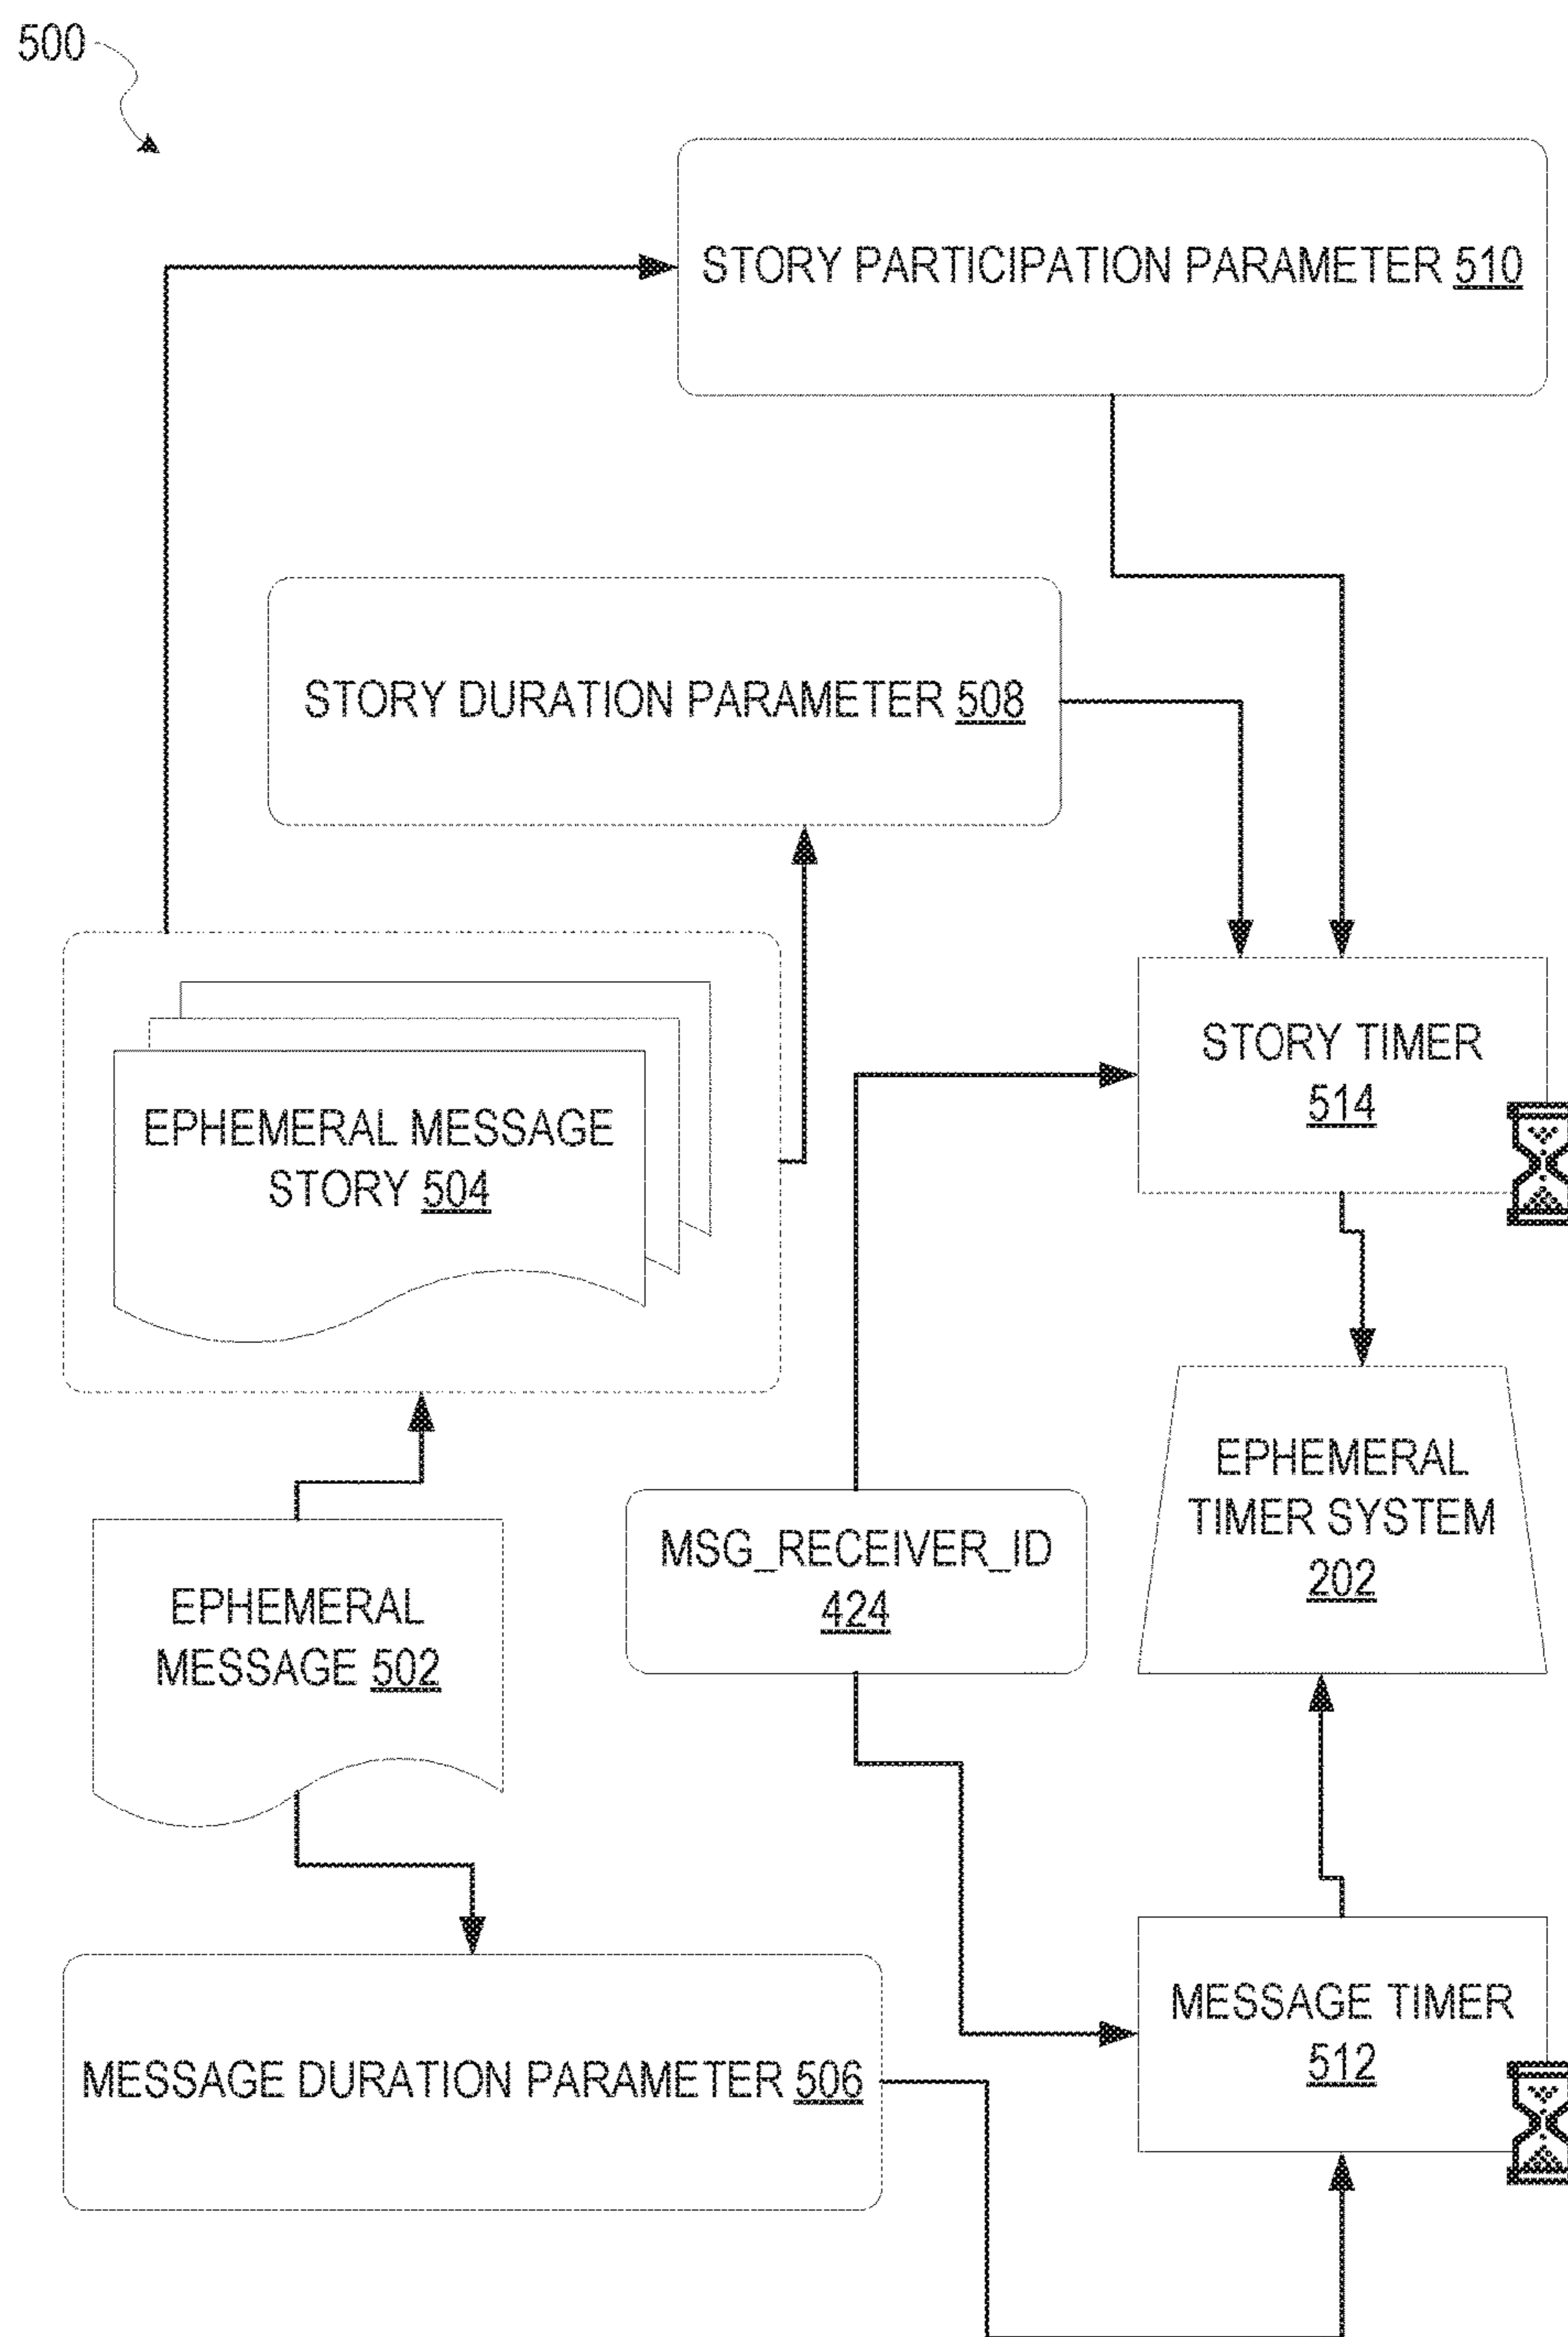 500
STORY PARTICIPATION PARAMETER 510
STORY DURATION PARAMETER 508
STORY TIMER
514
EPHEMERAL MESSAGE
STORY 504
EPHEMERAL
TIMER SYSTEM
202
MSG_RECEIVER_ID
424
EPHEMERAL
MESSAGE 502
MESSAGE TIMER
512
MESSAGE DURATION PARAMETER 506